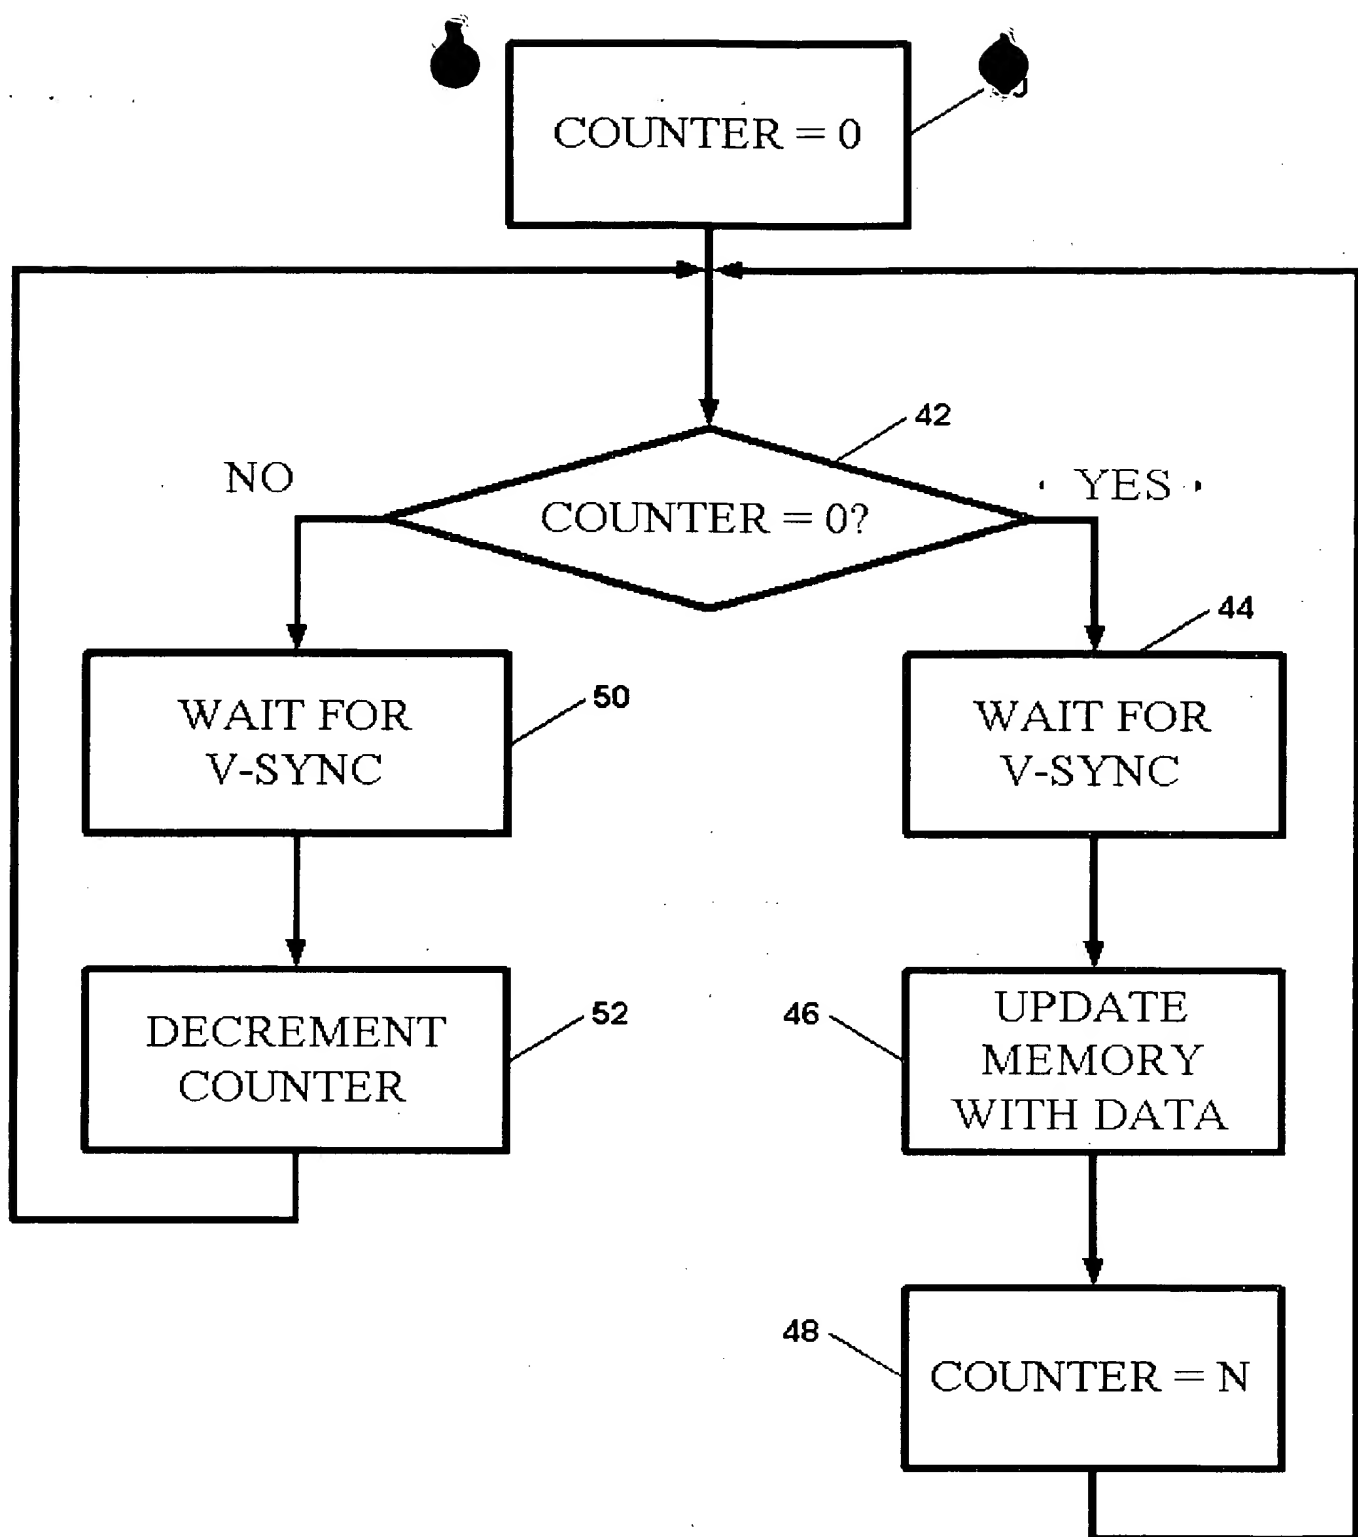 COUNTER = 0
42
NO
YES
COUNTER = 0?
44
WAIT FOR
V-SYNC
50
WAIT FOR
V-SYNC
DECREMENT
COUNTER
52
46
UPDATE
MEMORY
WITH DATA
48
COUNTER = N